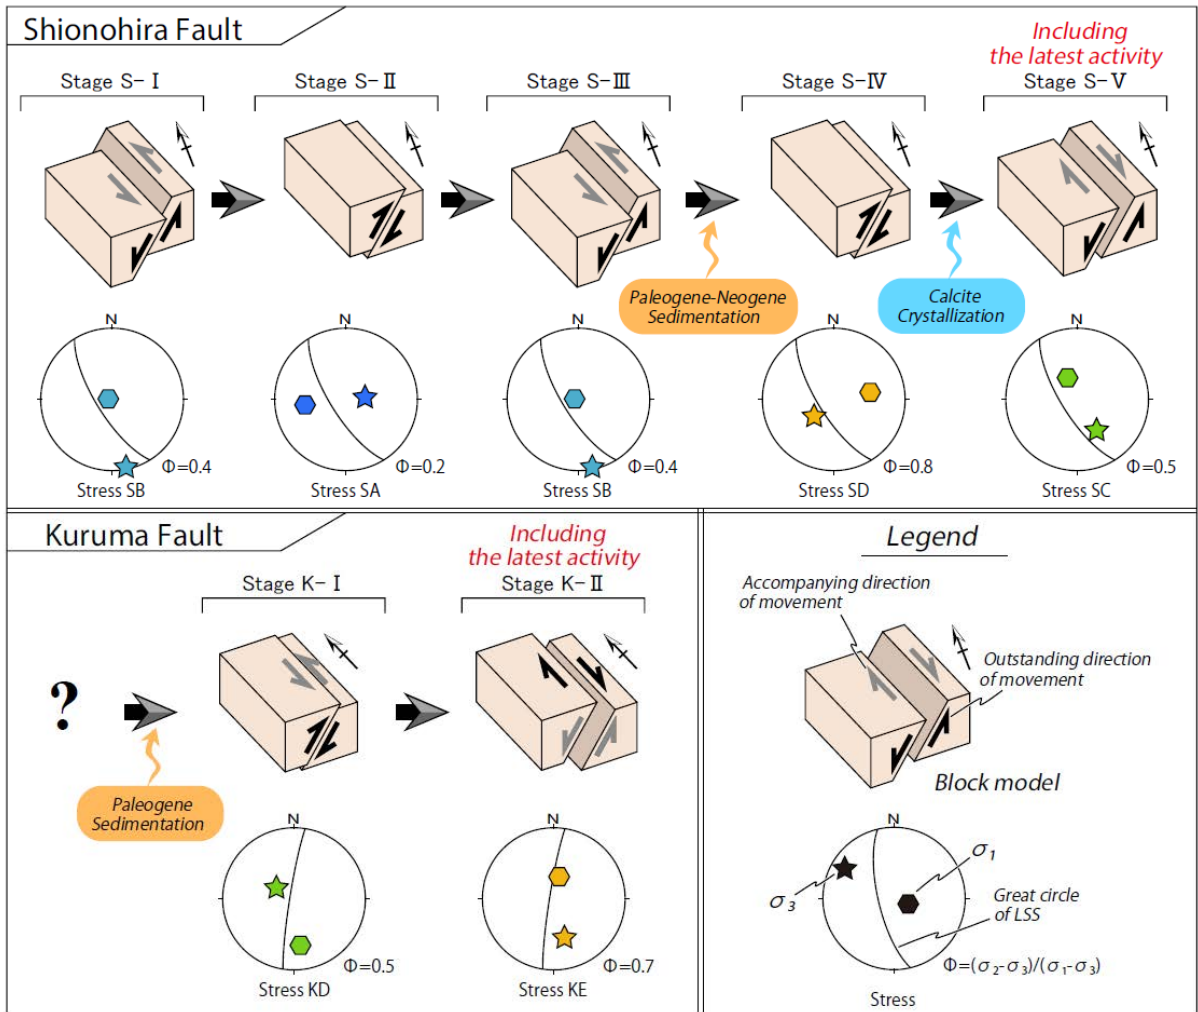 Shionohira Fault
Including
the latest activity
Stage S-Ⅰ
Stage S-Ⅱ
Stage S-Ⅲ
Stage S-Ⅳ
Stage S-Ⅴ
Paleogene-Neogene
Sedimentation
Calcite
Crystallization
N
N
N
N
N
Φ=0.4
Φ=0.2
Φ=0.4
Φ=0.8
Φ=0.5
Stress SB
Stress SA
Stress SB
Stress SD
Stress SC
Kuruma Fault
Including
the latest activity
Stage K-Ⅰ
Stage K-Ⅱ
?
Paleogene
Sedimentation
N
N
Φ=0.5
Φ=0.7
Stress KD
Stress KE
Legend
Accompanying direction
of movement
Outstanding direction
of movement
Block model
N
σ1
σ3
Great circle
of LSS
Φ=(σ2-σ3)/(σ1-σ3)
Stress